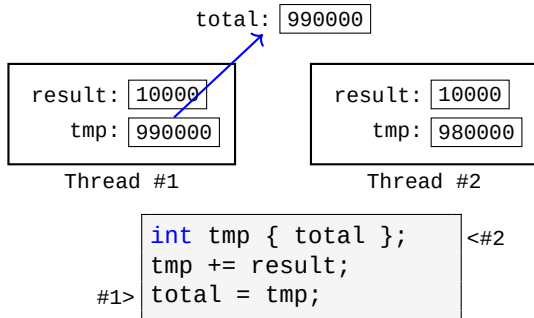 total: 990000
result: 10000
tmp: 990000
Thread #1
result: 10000
tmp: 980000
Thread #2
int tmp { total }; <#2
tmp += result;
#1> total = tmp;